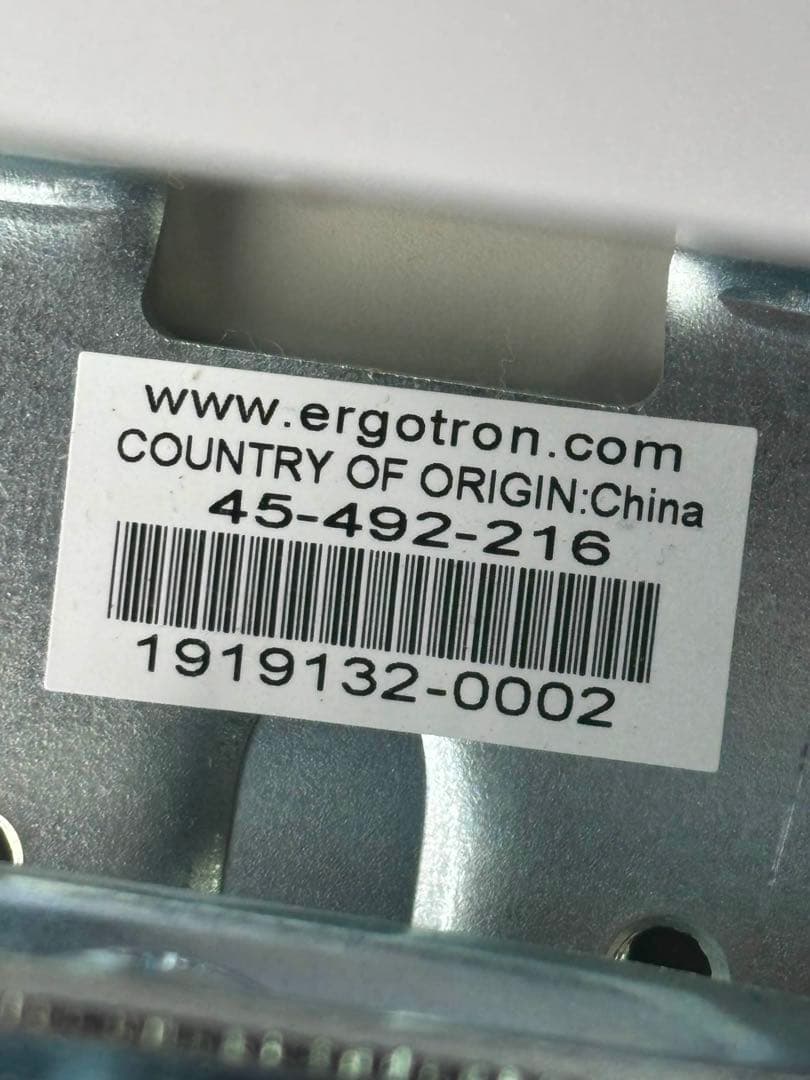 www.ergotron.com
COUNTRY OF ORIGIN:China
45-492-216
1919132-0002